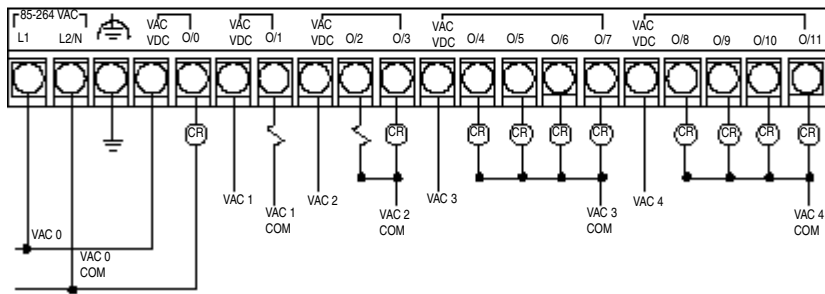 85-264 VAC
L1 L2/N
VAC VDC O/0
VAC VDC O/1
VAC VDC O/2 O/3
VAC VDC O/4 O/5 O/6 O/7
VAC VDC O/8 O/9 O/10 O/11
CR CR CR CR CR CR CR CR CR CR
VAC 0
VAC 0 COM
VAC 1
VAC 1 COM
VAC 2
VAC 2 COM
VAC 3
VAC 3 COM
VAC 4
VAC 4 COM